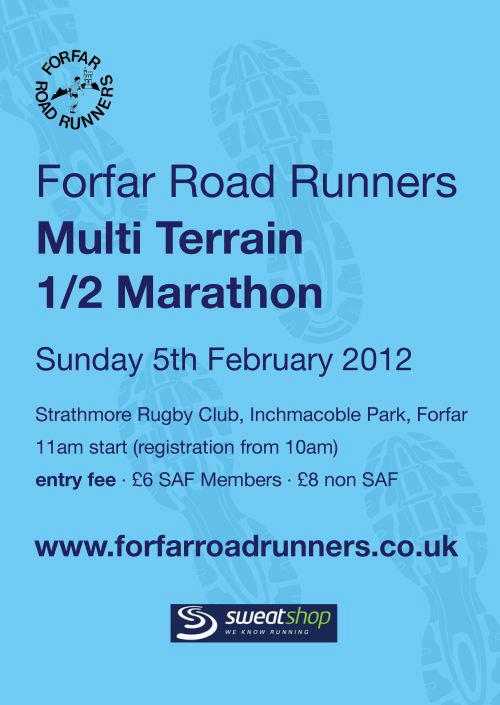 FORFAR
ROAD RUNNERS
Forfar Road Runners
Multi Terrain
1/2 Marathon
Sunday 5th February 2012
Strathmore Rugby Club, Inchmacoble Park, Forfar
11am start (registration from 10am)
entry fee · £6 SAF Members · £8 non SAF
www.forfarroadrunners.co.uk
sweatshop
WE KNOW RUNNING